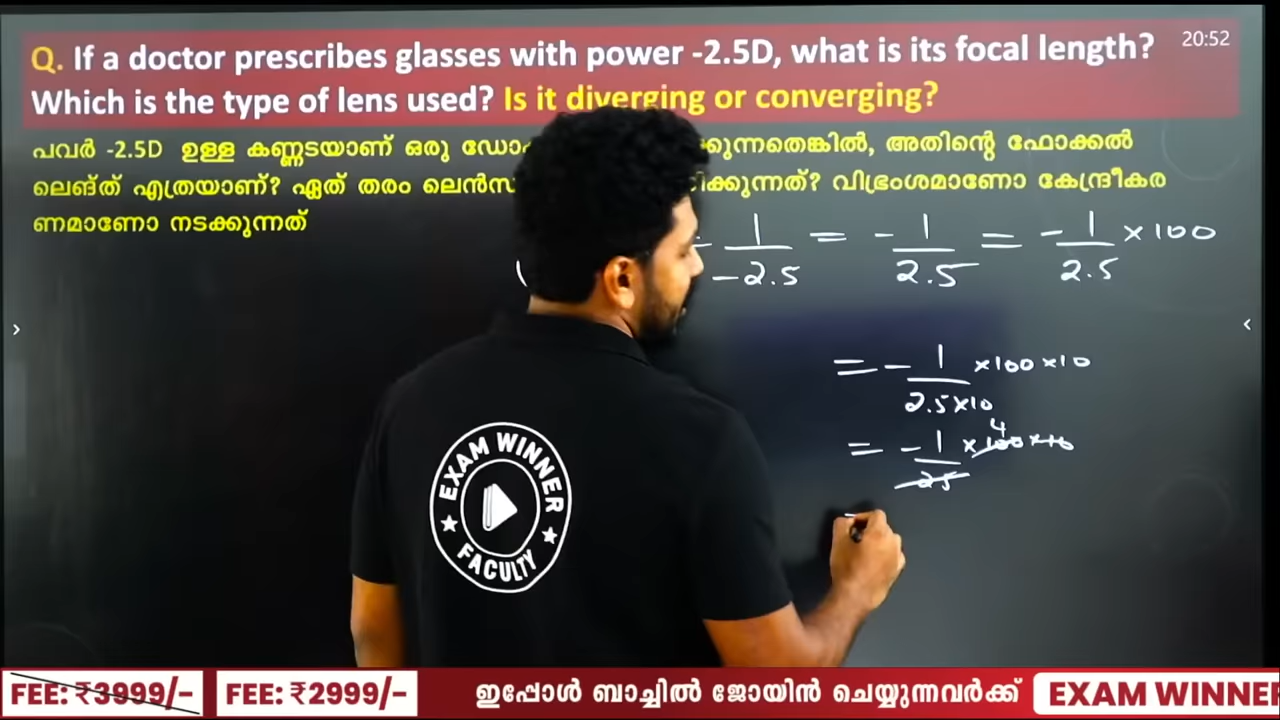 Q. If a doctor prescribes glasses with power -2.5D, what is its focal length?
20:52
Which is the type of lens used? Is it diverging or converging?
പവർ -2.5D ഉള്ള കണ്ണടയാണ് ഒരു അതിന്റെ ഫോക്കൽ
ലെങ്ത് എത്രയാണ്? ഏത് തരം വിഭ്രംശമാണോ കേന്ദ്രീകര
ണമാണോ നടക്കുന്നത്
1/-2.5 = -1/2.5 = -1/2.5 ×100
= -1/2.5×10 ×100×10
4
= -1/25 ×100×10
EXAM WINNER
FACULTY
FEE: ₹3999/- FEE: ₹2999/- ഇപ്പോൾ ബാച്ചിൽ ജോയിൻ ചെയ്യുന്നവർക്ക് EXAM